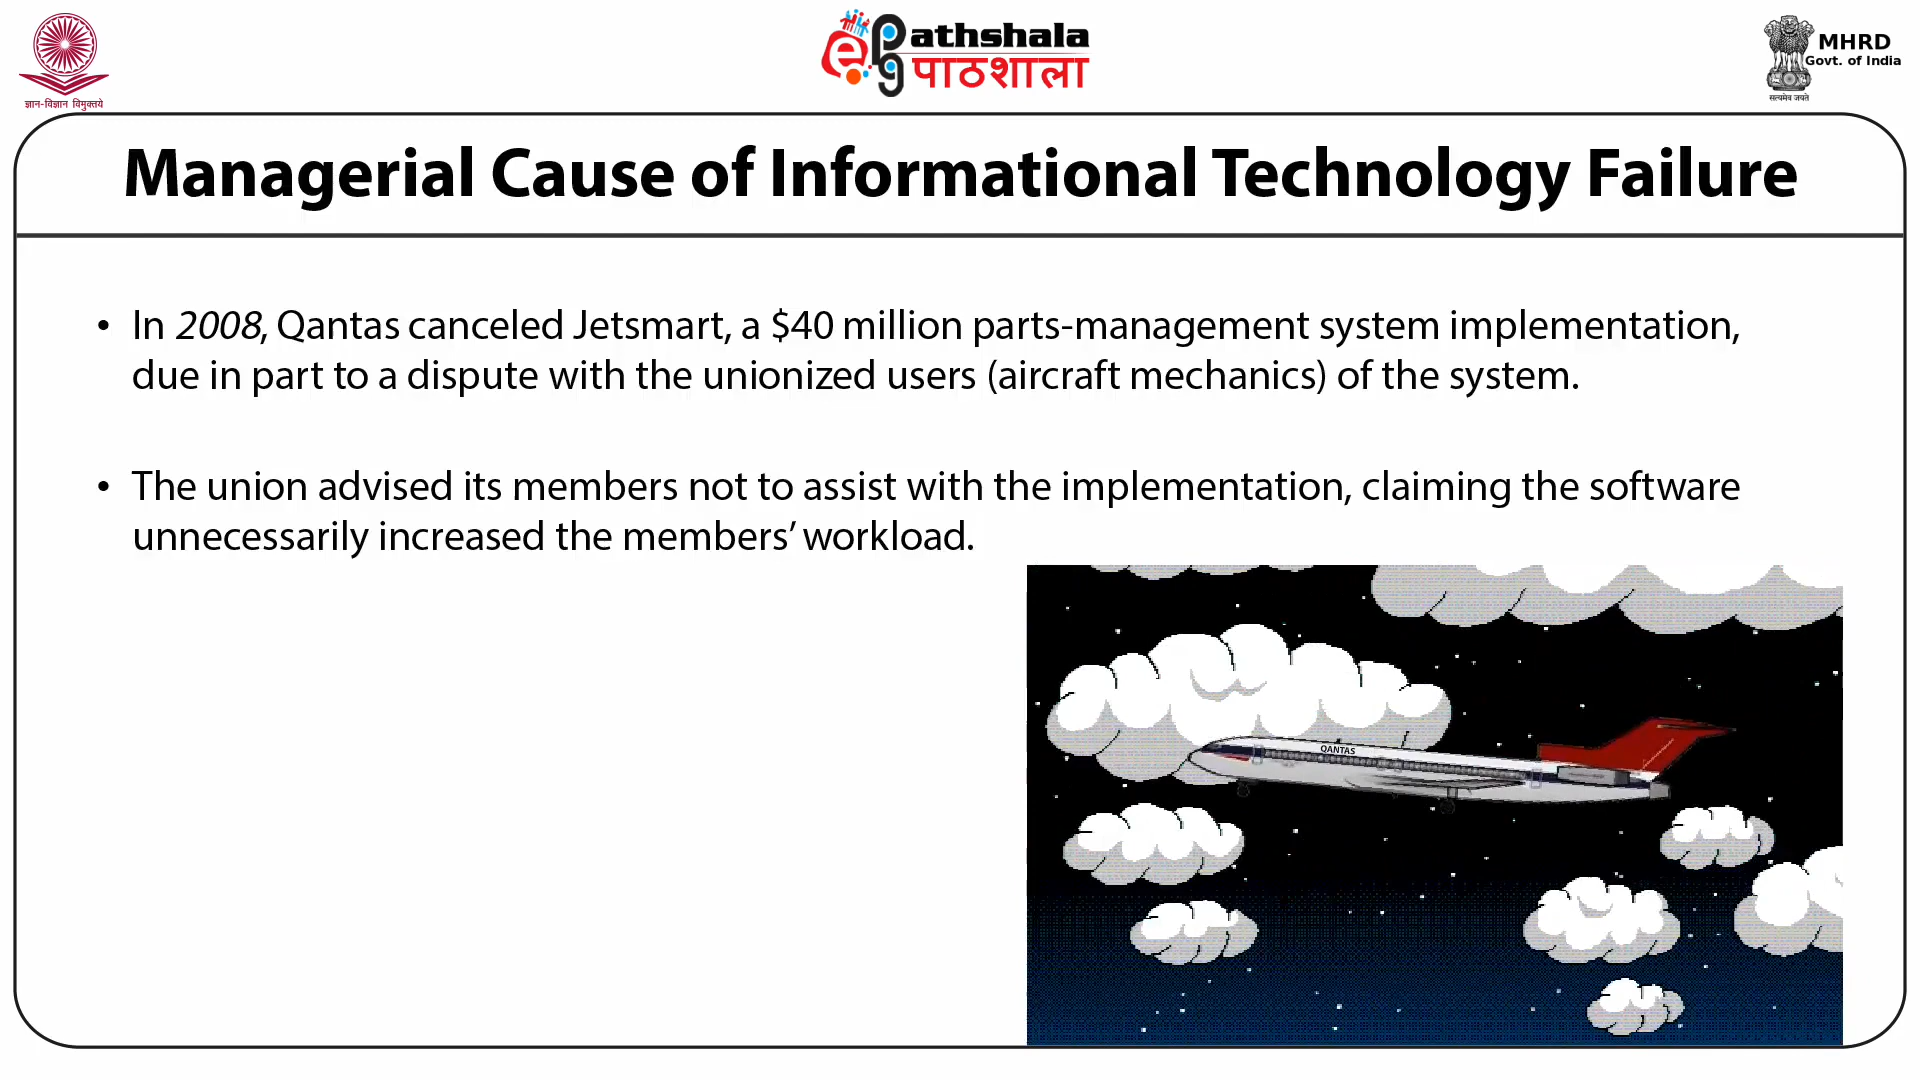 ज्ञान-विज्ञान विमुक्तये
ePathshala
पाठशाला
MHRD
Govt. of India
सत्यमेव जयते
Managerial Cause of Informational Technology Failure
• In 2008, Qantas canceled Jetsmart, a $40 million parts-management system implementation,
due in part to a dispute with the unionized users (aircraft mechanics) of the system.
• The union advised its members not to assist with the implementation, claiming the software
unnecessarily increased the members’ workload.
QANTAS